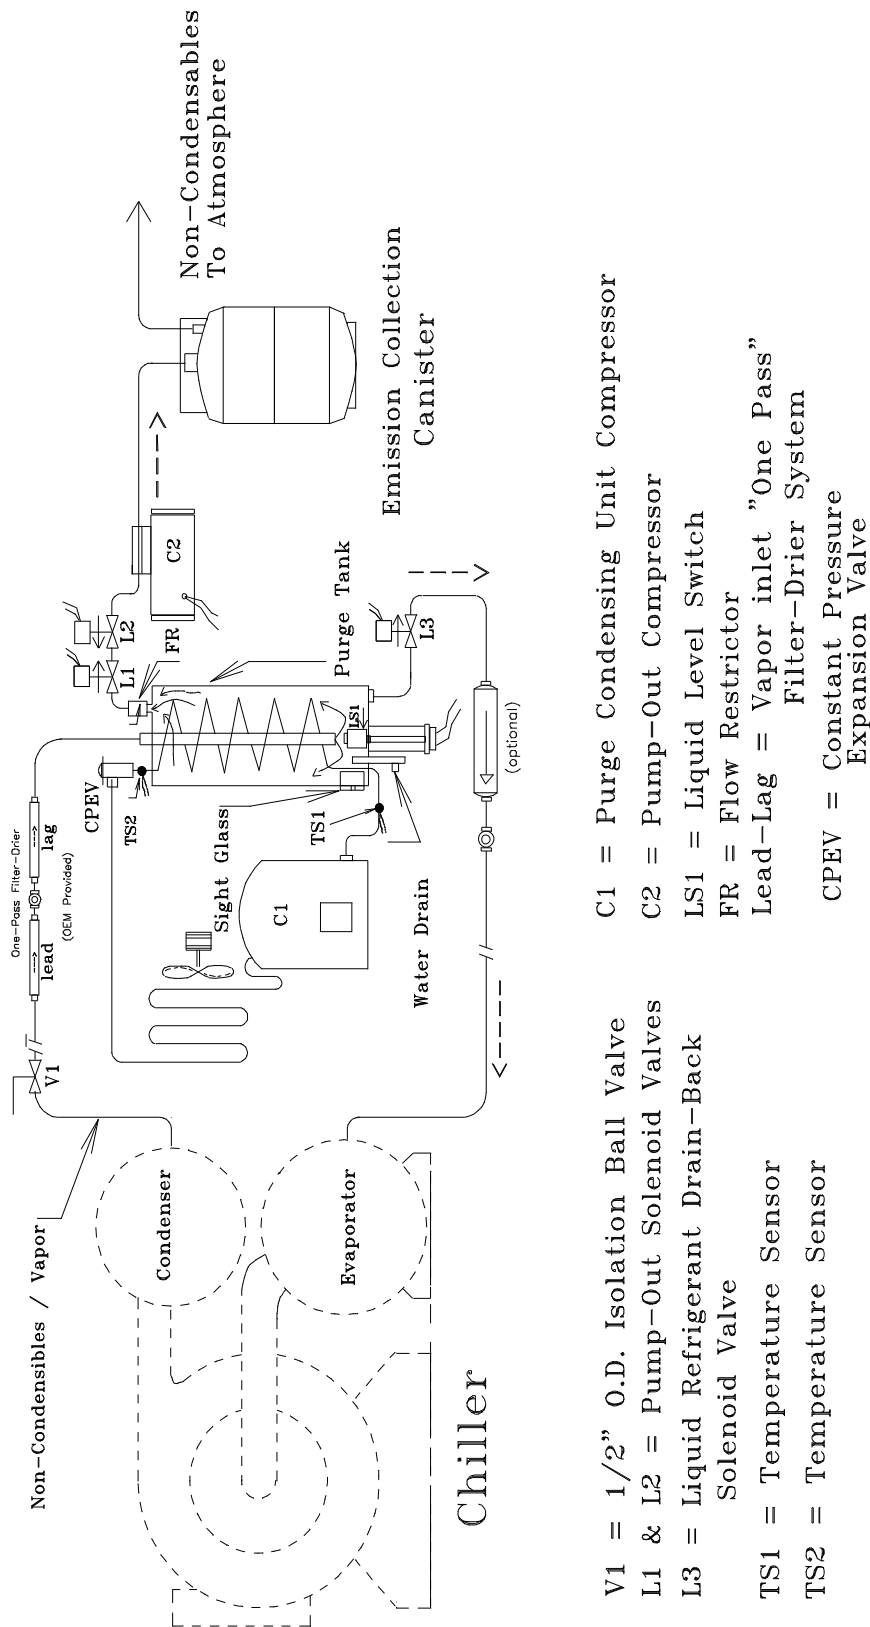 Non-Condensibles / Vapor
V1
One-Pass Filter-Drier
lead
lag
(OEM Provided)
CPEV
TS2
L1
L2
FR
C2
Non-Condensables
To Atmosphere
Condenser
Evaporator
Sight Glass
C1
TS1
LS1
Purge Tank
L3
Water Drain
Emission Collection
Canister
(optional)
Chiller
V1 = 1/2" O.D. Isolation Ball Valve
L1 & L2 = Pump-Out Solenoid Valves
L3 = Liquid Refrigerant Drain-Back
Solenoid Valve
TS1 = Temperature Sensor
TS2 = Temperature Sensor
C1 = Purge Condensing Unit Compressor
C2 = Pump-Out Compressor
LS1 = Liquid Level Switch
FR = Flow Restrictor
Lead-Lag = Vapor inlet "One Pass"
Filter-Drier System
CPEV = Constant Pressure
Expansion Valve